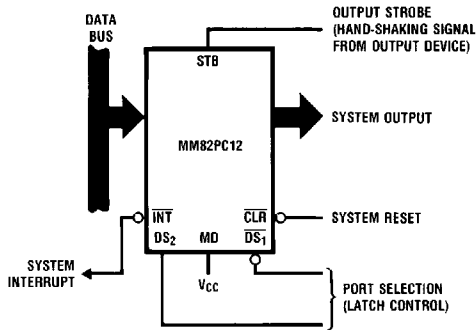 DATA
BUS
OUTPUT STROBE
(HAND-SHAKING SIGNAL
FROM OUTPUT DEVICE)
STB
SYSTEM OUTPUT
MM82PC12
INT
CLR
SYSTEM RESET
DS2
MD
DS1
SYSTEM
INTERRUPT
VCC
PORT SELECTION
(LATCH CONTROL)